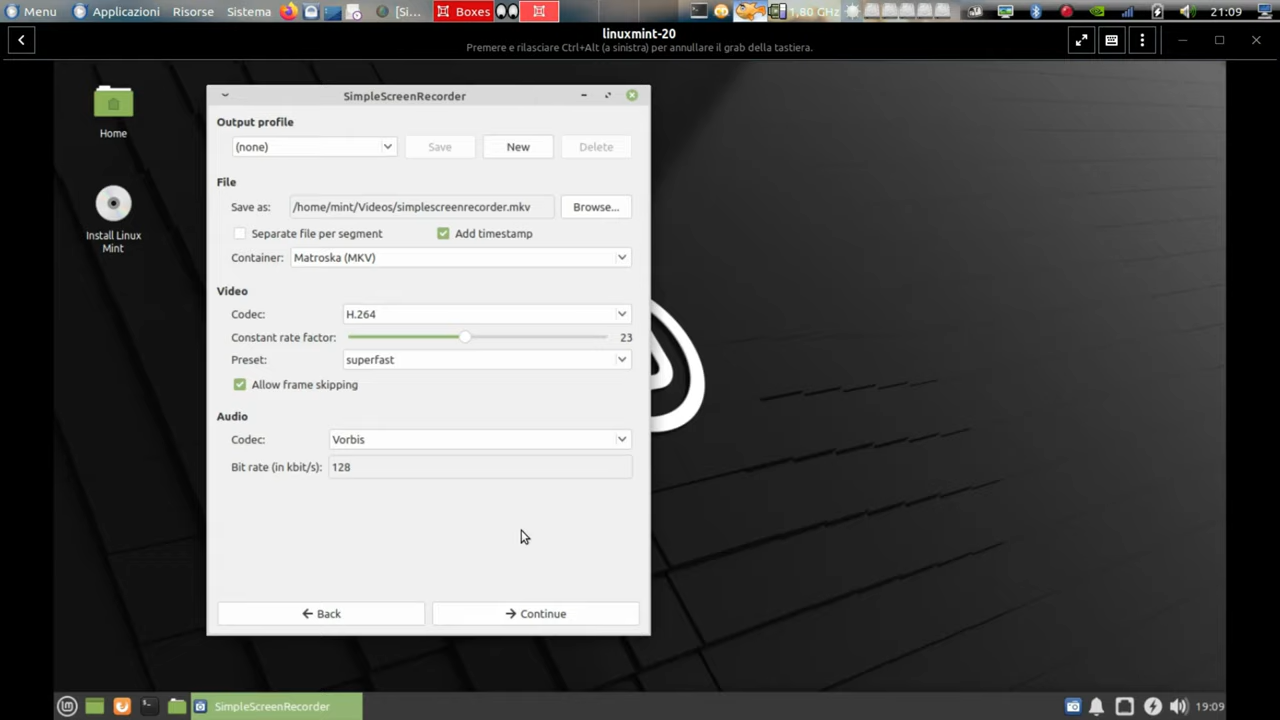 Menu Applicazioni Risorse Sistema [Si... Boxes 1,80 GHz 21:09
linuxmint-20
Premere e rilasciare Ctrl+Alt (a sinistra) per annullare il grab della tastiera.
Home
Install Linux
Mint
SimpleScreenRecorder
Output profile
(none) Save New Delete
File
Save as: /home/mint/Videos/simplescreenrecorder.mkv Browse...
Separate file per segment Add timestamp
Container: Matroska (MKV)
Video
Codec: H.264
Constant rate factor: 23
Preset: superfast
Allow frame skipping
Audio
Codec: Vorbis
Bit rate (in kbit/s): 128
Back Continue
SimpleScreenRecorder 19:09